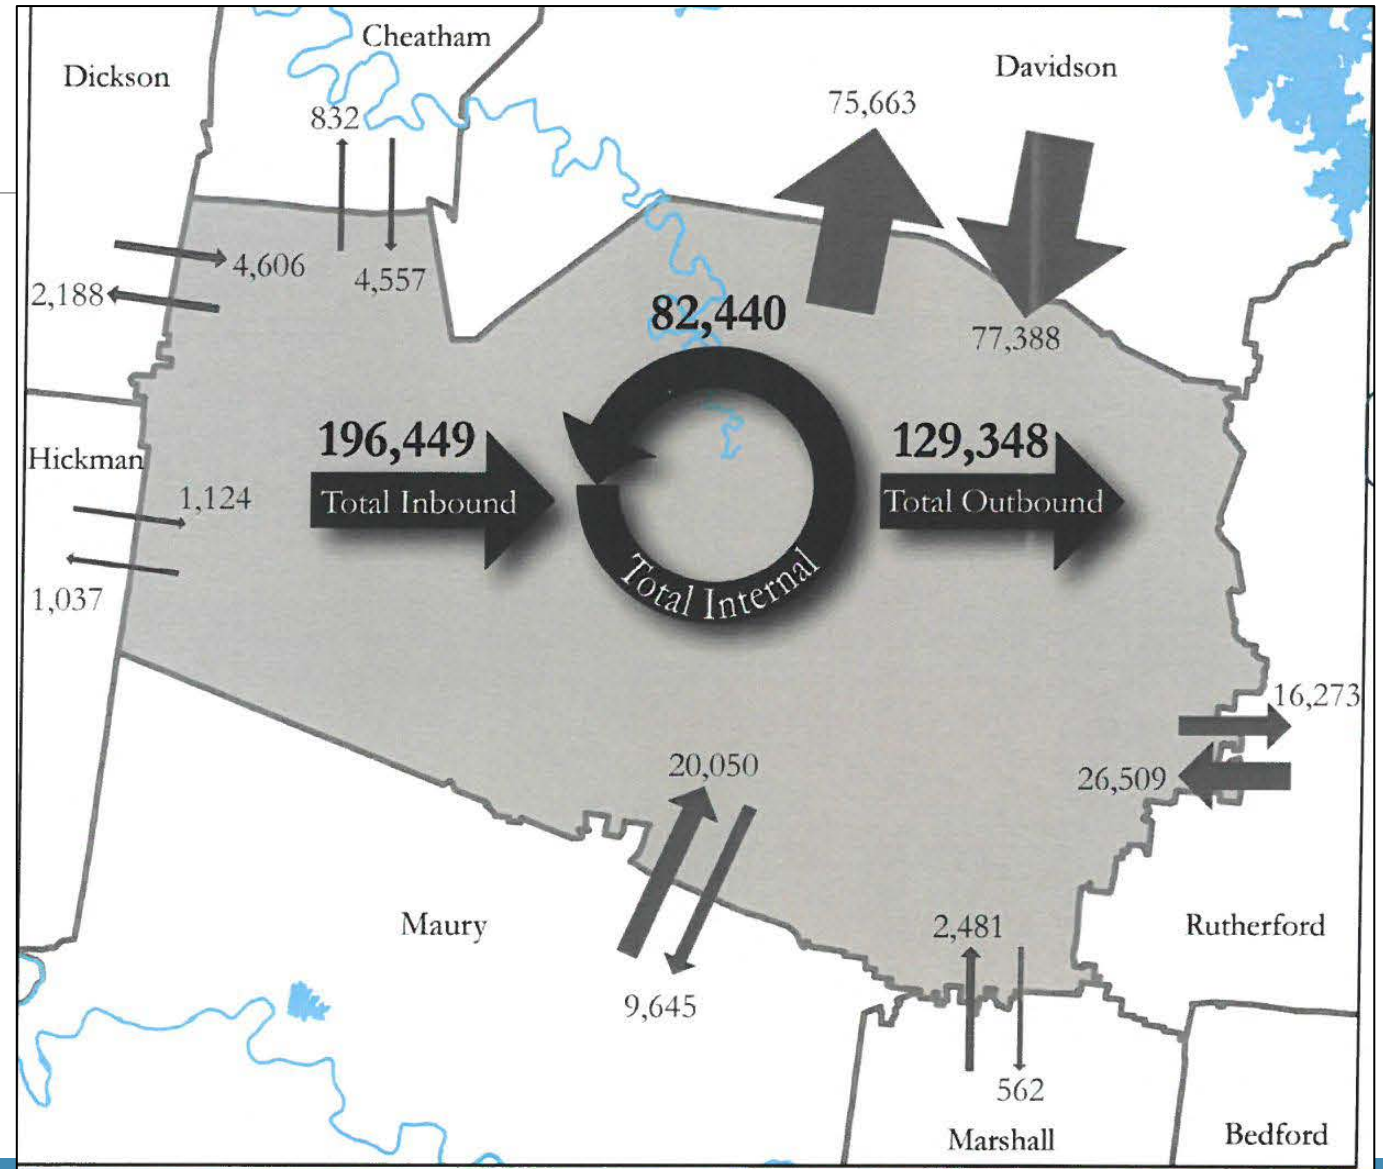 Cheatham
Dickson
Davidson
832
75,663
4,606
4,557
2,188
82,440
77,388
196,449
129,348
Hickman
1,124
Total Inbound
Total Outbound
Total Internal
1,037
16,273
20,050
26,509
Maury
2,481
Rutherford
9,645
562
Marshall
Bedford